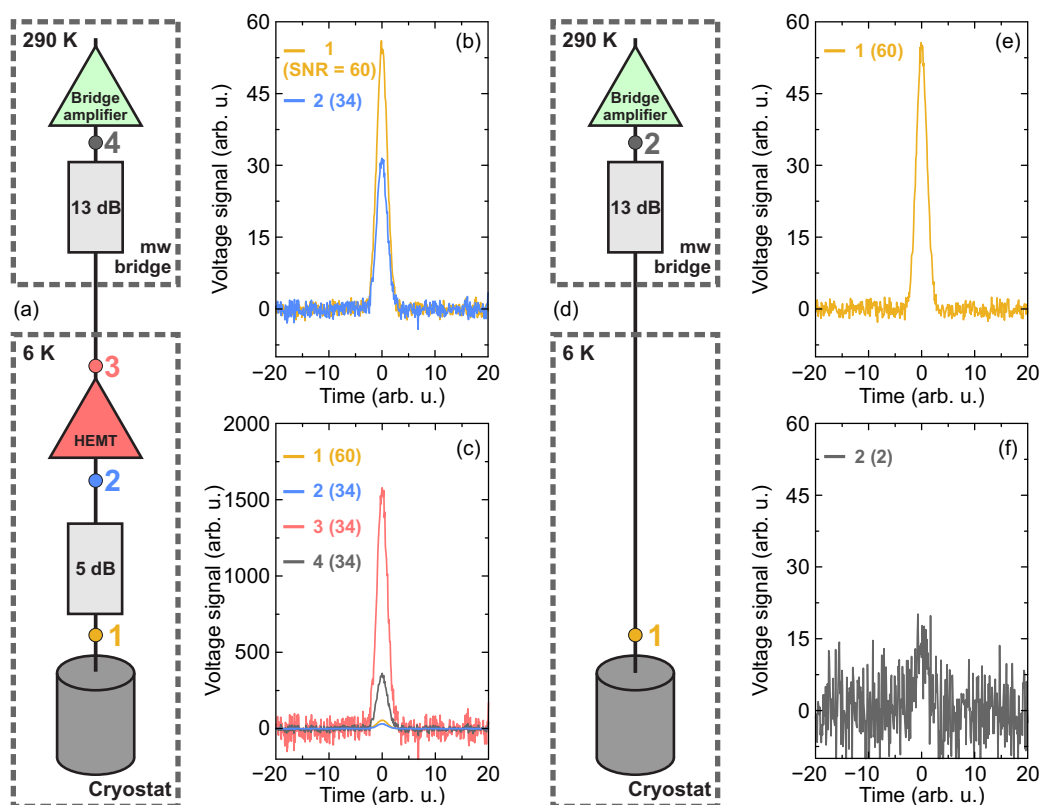 290 K
Bridge
amplifier
4
13 dB
mw
bridge
(a)
6 K
3
HEMT
2
5 dB
1
Cryostat
(b)
1
(SNR = 60)
2 (34)
60
45
30
15
0
Voltage signal (arb. u.)
−20 −10 0 10 20
Time (arb. u.)
(c)
1 (60)
2 (34)
3 (34)
4 (34)
2000
1500
1000
500
0
Voltage signal (arb. u.)
−20 −10 0 10 20
Time (arb. u.)
290 K
Bridge
amplifier
2
13 dB
mw
bridge
(d)
6 K
1
Cryostat
(e)
1 (60)
60
45
30
15
0
Voltage signal (arb. u.)
−20 −10 0 10 20
Time (arb. u.)
(f)
2 (2)
60
45
30
15
0
Voltage signal (arb. u.)
−20 −10 0 10 20
Time (arb. u.)